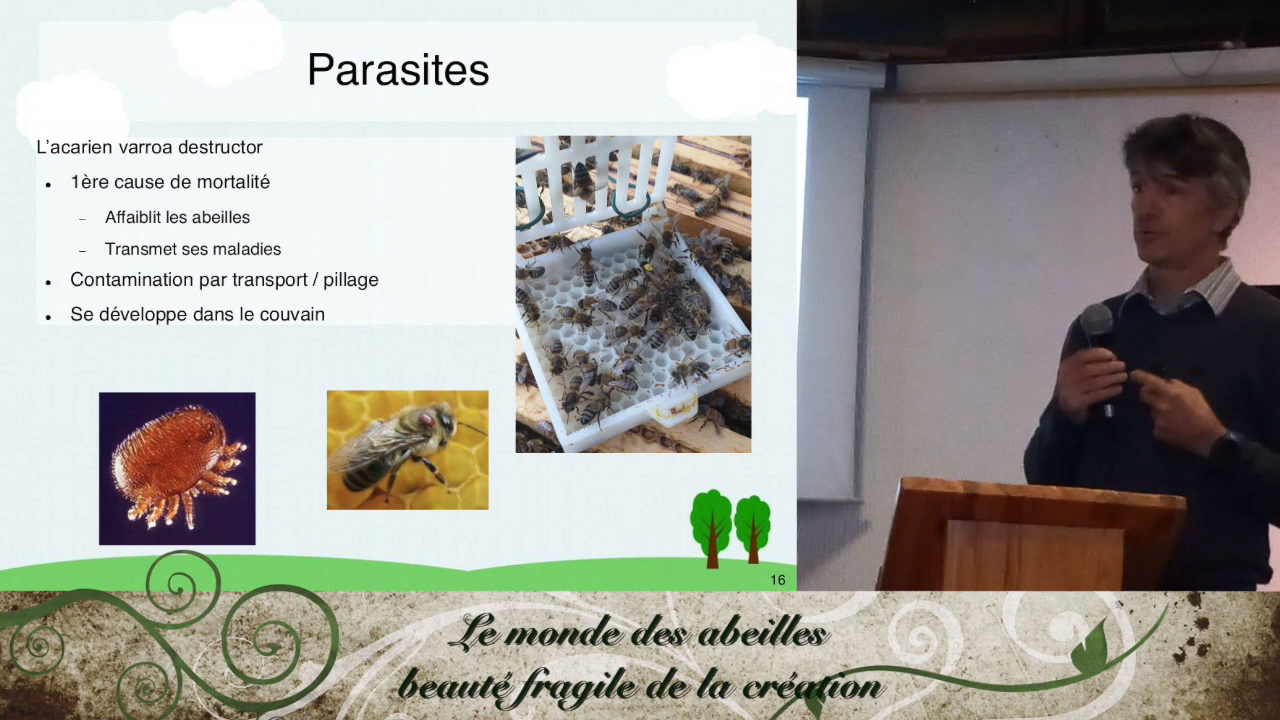 Parasites
L'acarien varroa destructor
• 1ère cause de mortalité
– Affaiblit les abeilles
– Transmet ses maladies
• Contamination par transport / pillage
• Se développe dans le couvain
16
Le monde des abeilles
beauté fragile de la création